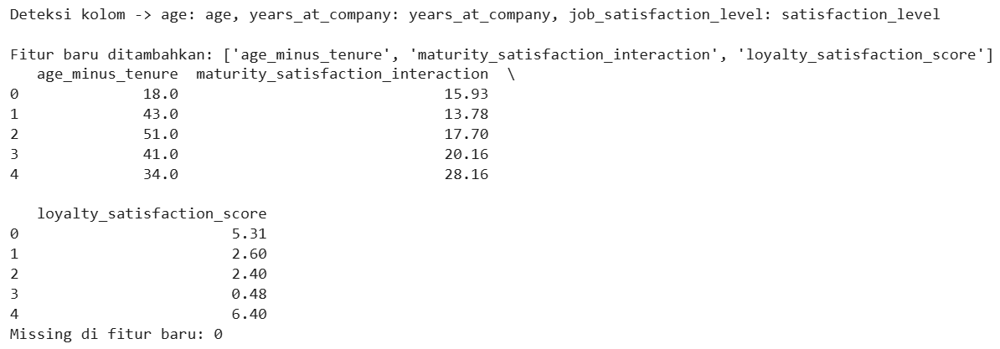 Deteksi kolom -> age: age, years_at_company: years_at_company, job_satisfaction_level: satisfaction_level
Fitur baru ditambahkan: ['age_minus_tenure', 'maturity_satisfaction_interaction', 'loyalty_satisfaction_score']
age_minus_tenure  maturity_satisfaction_interaction  \
0  18.0  15.93
1  43.0  13.78
2  51.0  17.70
3  41.0  20.16
4  34.0  28.16
loyalty_satisfaction_score
0  5.31
1  2.60
2  2.40
3  0.48
4  6.40
Missing di fitur baru: 0